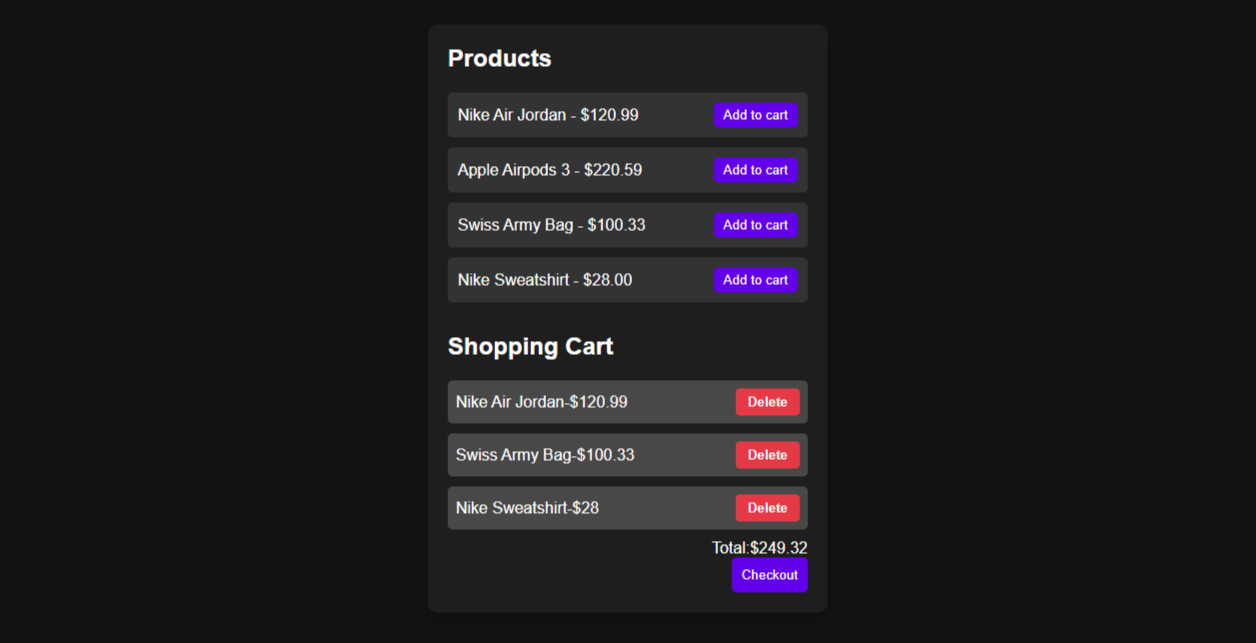 Products
Nike Air Jordan - $120.99 Add to cart
Apple Airpods 3 - $220.59 Add to cart
Swiss Army Bag - $100.33 Add to cart
Nike Sweatshirt - $28.00 Add to cart
Shopping Cart
Nike Air Jordan-$120.99 Delete
Swiss Army Bag-$100.33 Delete
Nike Sweatshirt-$28 Delete
Total:$249.32
Checkout